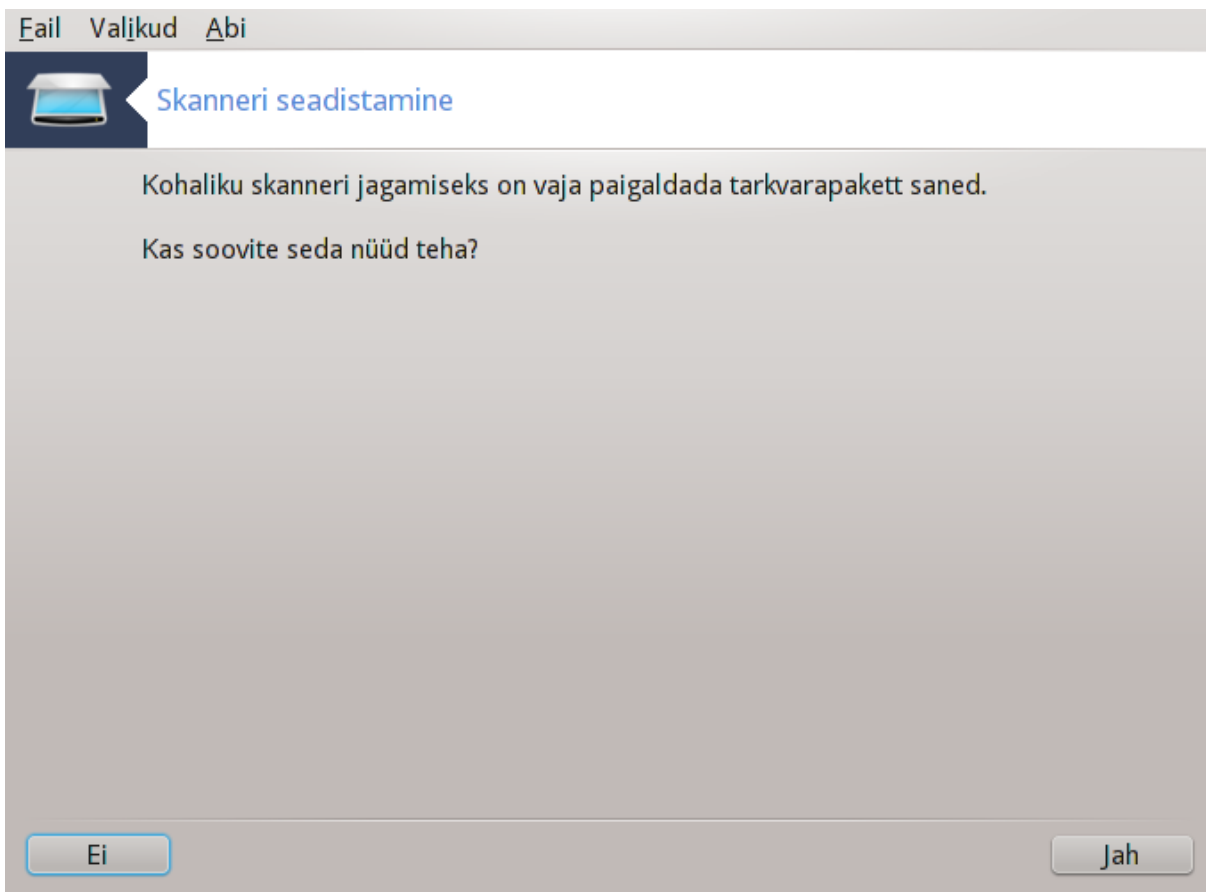 Fail Valikud Abi
Skanneri seadistamine
Kohaliku skanneri jagamiseks on vaja paigaldada tarkvarapakett saned.
Kas soovite seda nüüd teha?
Ei Jah